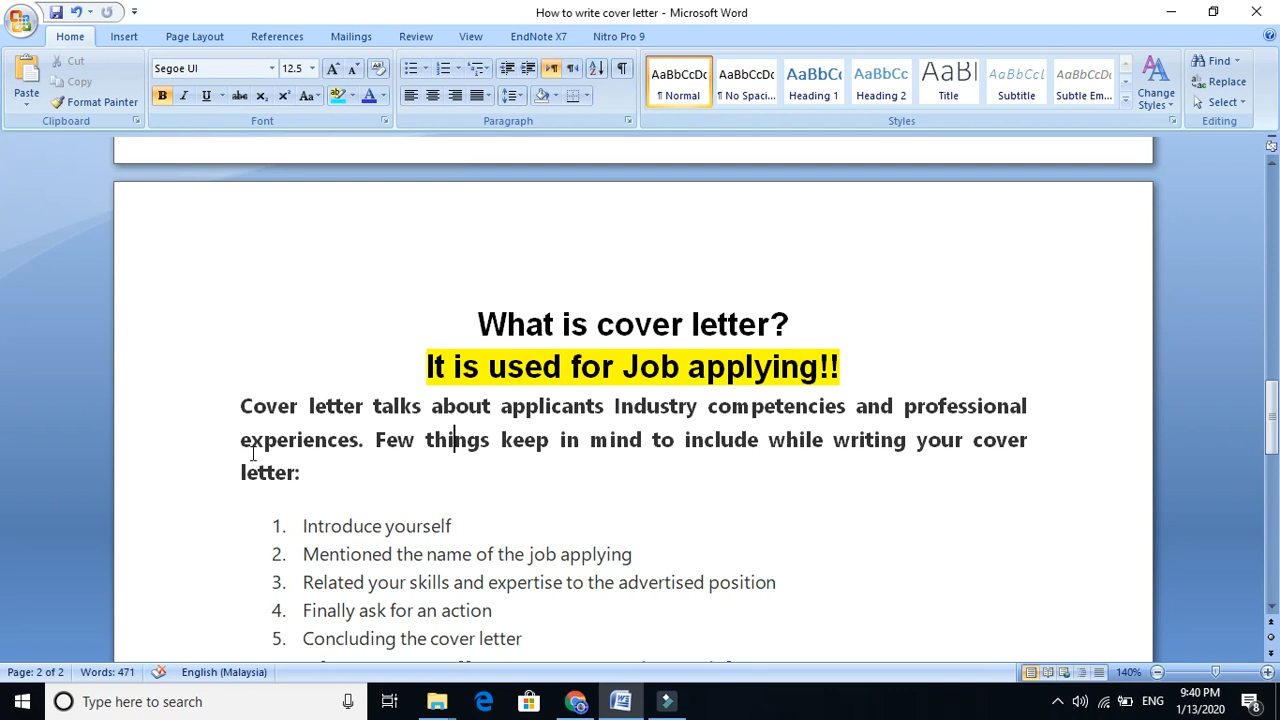 How to write cover letter - Microsoft Word
Home Insert Page Layout References Mailings Review View EndNote X7 Nitro Pro 9
Paste
Cut
Copy
Format Painter
Clipboard
Segoe UI 12.5
Font
Paragraph
AaBbCcDc AaBbCcD. AaBbC AaBbC AaBl AaBbCcD AaBbCcDc
¶ Normal ¶ No Spaci... Heading 1 Heading 2 Title Subtitle Subtle Em...
Change
Styles
Styles
Find
Replace
Select
Editing
What is cover letter?
It is used for Job applying!!
Cover letter talks about applicants Industry competencies and professional
experiences. Few things keep in mind to include while writing your cover
letter:
1. Introduce yourself
2. Mentioned the name of the job applying
3. Related your skills and expertise to the advertised position
4. Finally ask for an action
5. Concluding the cover letter
Page: 2 of 2 Words: 471 English (Malaysia) 140%
Type here to search
ENG
9:40 PM
1/13/2020
8